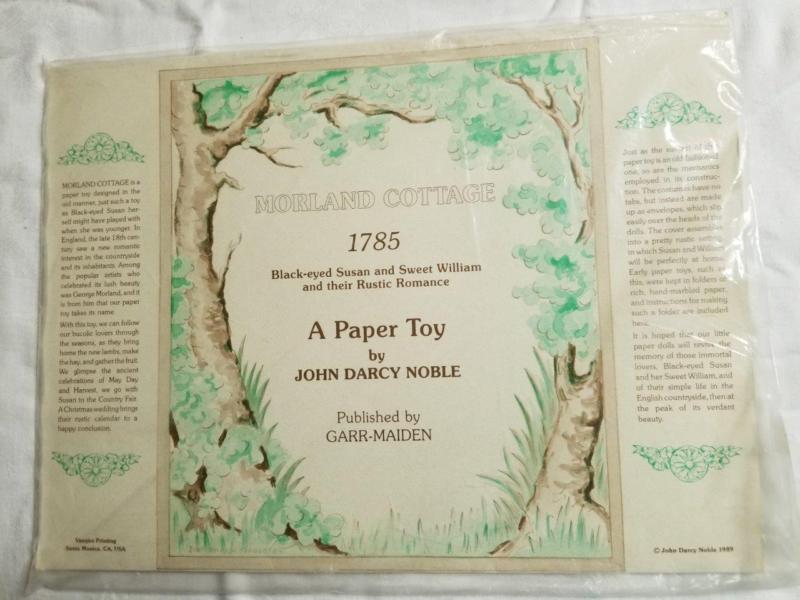 MORLAND COTTAGE is a
paper toy designed in the
old manner, just such a toy
as Black-eyed Susan her-
self might have played with
when she was younger. In
England, the late 18th cen-
tury saw a new romantic
interest in the countryside
and its inhabitants. Among
the popular artists who
celebrated its lush beauty
was George Morland, and it
is from him that our paper
toy takes its name
With this toy, we can follow
our bucolic lovers through
the seasons, as they bring
home the new lambs, make
the hay, and gather the fruit.
We glimpse the ancient
celebrations of May Day
and Harvest, we go with
Susan to the Country Fair.
A Christmas wedding brings
their rustic calendar to a
happy conclusion.
Printing
Santa Monica, CA, USA
MORLAND COTTAGE
1785
Black-eyed Susan and Sweet William
and their Rustic Romance
A Paper Toy
by
JOHN DARCY NOBLE
Published by
GARR-MAIDEN
Just as the subject of this
paper toy is an old fashioned
one, so are the mechanics
employed in its construc-
tion. The costumes have no
tabs, but instead are made
up as envelopes, which slip
easily over the heads of the
dolls. The cover assembles
into a pretty rustic setting
in which Susan and William
will be perfectly at home.
Early paper toys, such as
this, were kept in folders of
rich, hand-marbled paper,
and instructions for making
such a folder are included
here.
It is hoped that our little
paper dolls will revive the
memory of those immortal
lovers, Black-eyed Susan
and her Sweet William, and
of their simple life in the
English countryside, then at
the peak of its verdant
beauty.
© John Darcy Noble 1989